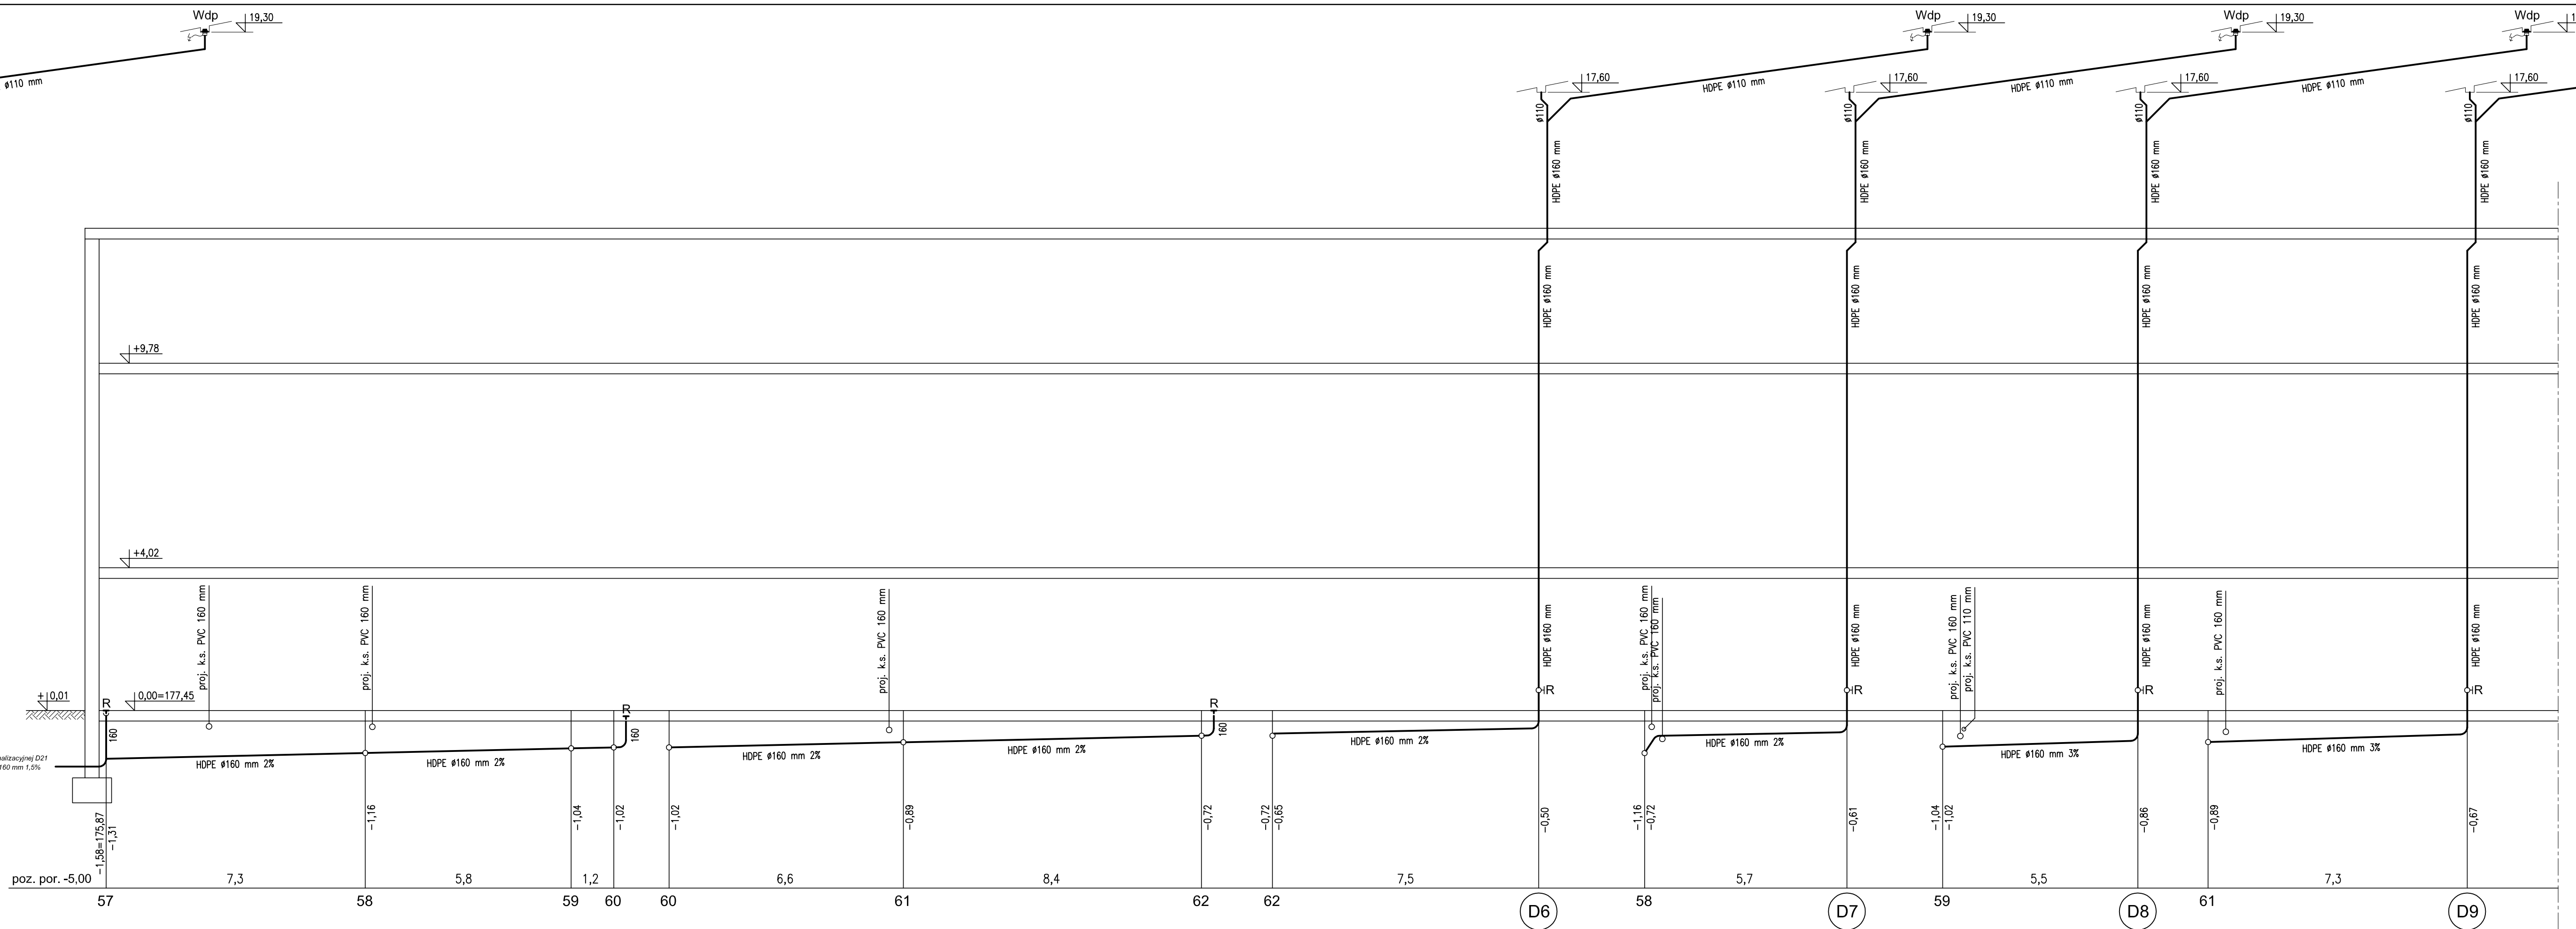 Wdp
19,30
Wdp
19,30
Wdp
19,30
Wdp
ø110 mm
17,60
HDPE ø110 mm
17,60
HDPE ø110 mm
17,60
HDPE ø110 mm
17,60
ø110
ø110
ø110
ø110
HDPE ø160 mm
HDPE ø160 mm
HDPE ø160 mm
HDPE ø160 mm
HDPE ø160 mm
HDPE ø160 mm
HDPE ø160 mm
HDPE ø160 mm
+9,78
+4,02
proj. k.s. PVC 160 mm
proj. k.s. PVC 160 mm
proj. k.s. PVC 160 mm
HDPE ø160 mm
proj. k.s. PVC 160 mm
proj. k.s. PVC 160 mm
HDPE ø160 mm
proj. k.s. PVC 160 mm
proj. k.s. PVC 110 mm
HDPE ø160 mm
proj. k.s. PVC 160 mm
HDPE ø160 mm
+0,01
R
0,00=177,45
R
R
R
R
R
R
160
160
160
nalizacyjnej D21
160 mm 1,5%
HDPE ø160 mm 2%
HDPE ø160 mm 2%
HDPE ø160 mm 2%
HDPE ø160 mm 2%
HDPE ø160 mm 2%
HDPE ø160 mm 2%
HDPE ø160 mm 3%
HDPE ø160 mm 3%
-1,58=175,87
-1,31
-1,16
-1,04
-1,02
-1,02
-0,89
-0,72
-0,72
-0,65
-0,50
-1,16
-0,72
-0,61
-1,04
-1,02
-0,86
-0,89
-0,67
poz. por. -5,00
7,3
5,8
1,2
6,6
8,4
7,5
5,7
5,5
7,3
57
58
59
60
60
61
62
62
D6
58
D7
59
D8
61
D9